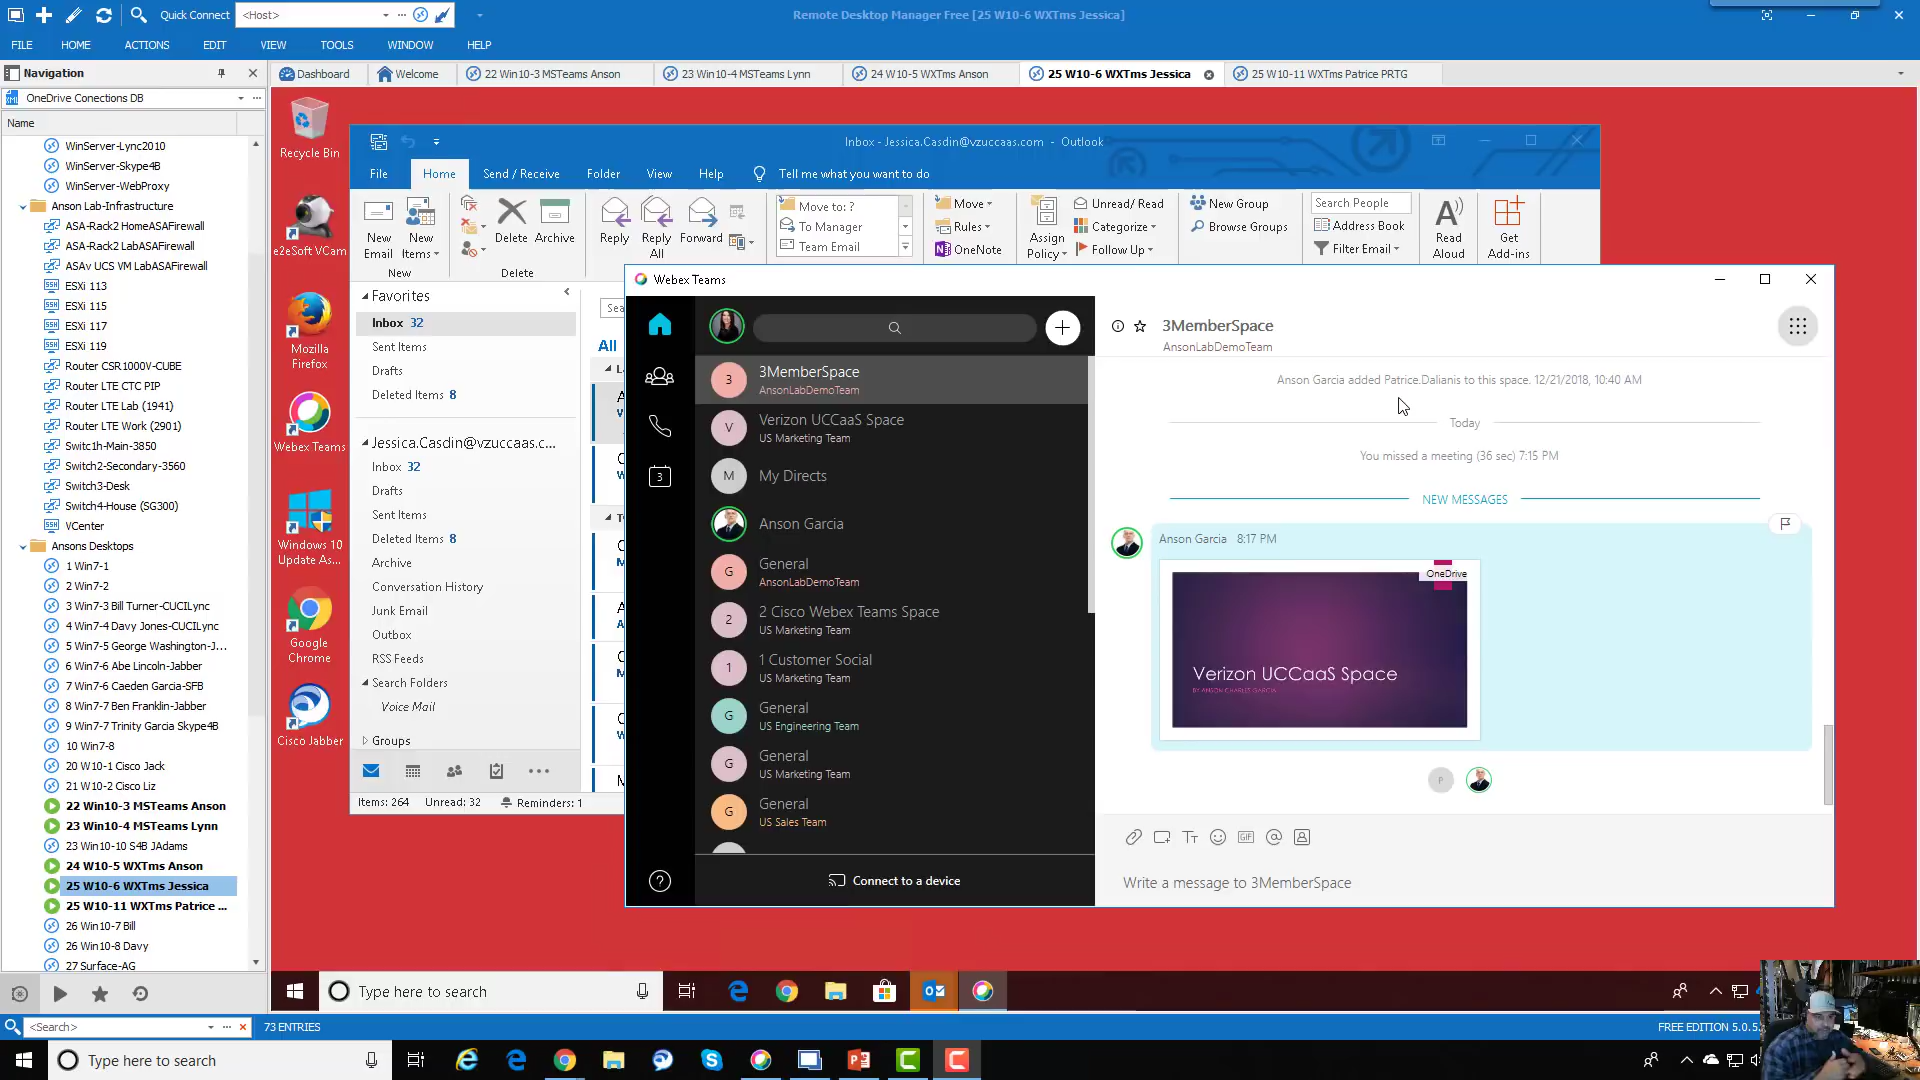 Quick Connect <Host>
Remote Desktop Manager Free [25 W10-6 WXTms Jessica]
FILE HOME ACTIONS EDIT VIEW TOOLS WINDOW HELP
Navigation
Dashboard Welcome 22 Win10-3 MSTeams Anson 23 Win10-4 MSTeams Lynn 24 W10-5 WXTms Anson 25 W10-6 WXTms Jessica 25 W10-11 WXTms Patrice PRTG
OneDrive Conections DB
Name
WinServer-Lync2010
WinServer-Skype4B
WinServer-WebProxy
Anson Lab-Infrastructure
ASA-Rack2 HomeASAFirewall
ASA-Rack2 LabASAFirewall
ASAv UCS VM LabASAFirewall
ESXi 113
ESXi 115
ESXi 117
ESXi 119
Router CSR1000V-CUBE
Router LTE CTC PIP
Router LTE Lab (1941)
Router LTE Work (2901)
Switc1h-Main-3850
Switch2-Secondary-3560
Switch3-Desk
Switch4-House (SG300)
VCenter
Ansons Desktops
1 Win7-1
2 Win7-2
3 Win7-3 Bill Turner-CUCILync
4 Win7-4 Davy Jones-CUCILync
5 Win7-5 George Washington-J...
6 Win7-6 Abe Lincoln-Jabber
7 Win7-6 Caeden Garcia-SFB
8 Win7-7 Ben Franklin-Jabber
9 Win7-7 Trinity Garcia Skype4B
10 Win7-8
20 W10-1 Cisco Jack
21 W10-2 Cisco Liz
22 Win10-3 MSTeams Anson
23 Win10-4 MSTeams Lynn
23 Win10-10 S4B JAdams
24 W10-5 WXTms Anson
25 W10-6 WXTms Jessica
25 W10-11 WXTms Patrice ...
26 Win10-7 Bill
26 Win10-8 Davy
27 Surface-AG
<Search>
73 ENTRIES
Recycle Bin
e2eSoft VCam
Mozilla
Firefox
Webex Teams
Windows 10
Update As...
Google
Chrome
Cisco Jabber
Inbox - Jessica.Casdin@vzuccaas.com - Outlook
File Home Send / Receive Folder View Help Tell me what you want to do
New
Email
New
Items
New
Delete Archive
Delete
Reply
Reply
All
Forward
Move to: ?
To Manager
Team Email
Move
Rules
OneNote
Assign
Policy
Unread/ Read
Categorize
Follow Up
New Group
Browse Groups
Search People
Address Book
Filter Email
Read
Aloud
Get
Add-ins
Favorites
Inbox 32
Sent Items
Drafts
Deleted Items 8
Jessica.Casdin@vzuccaas.c...
Inbox 32
Drafts
Sent Items
Deleted Items 8
Archive
Conversation History
Junk Email
Outbox
RSS Feeds
Search Folders
Voice Mail
Groups
Items: 264 Unread: 32 Reminders: 1
Sea
All
Webex Teams
3
3MemberSpace
AnsonLabDemoTeam
V
Verizon UCCaaS Space
US Marketing Team
M
My Directs
3
Anson Garcia
G
General
AnsonLabDemoTeam
2
2 Cisco Webex Teams Space
US Marketing Team
1
1 Customer Social
US Marketing Team
G
General
US Engineering Team
G
General
US Marketing Team
G
General
US Sales Team
Connect to a device
3MemberSpace
AnsonLabDemoTeam
Anson Garcia added Patrice.Dalianis to this space. 12/21/2018, 10:40 AM
Today
You missed a meeting (36 sec) 7:15 PM
NEW MESSAGES
Anson Garcia 8:17 PM
OneDrive
Verizon UCCaaS Space
BY ANSON CHARLIE GARCIA
P
GIF
Write a message to 3MemberSpace
Type here to search
FREE EDITION 5.0.5.
Type here to search